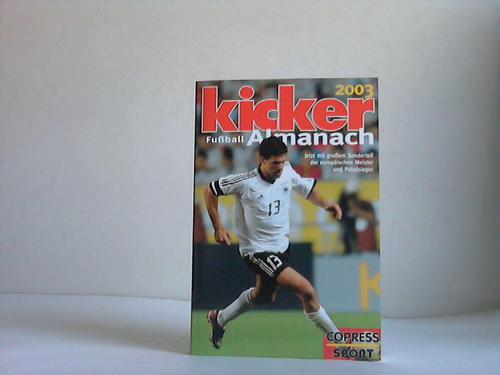 2003
kicker
Fußball Almanach
Jetzt mit großem Sonderteil
der europäischen Meister
und Pokalsieger
13
13
COPRESS
SPORT